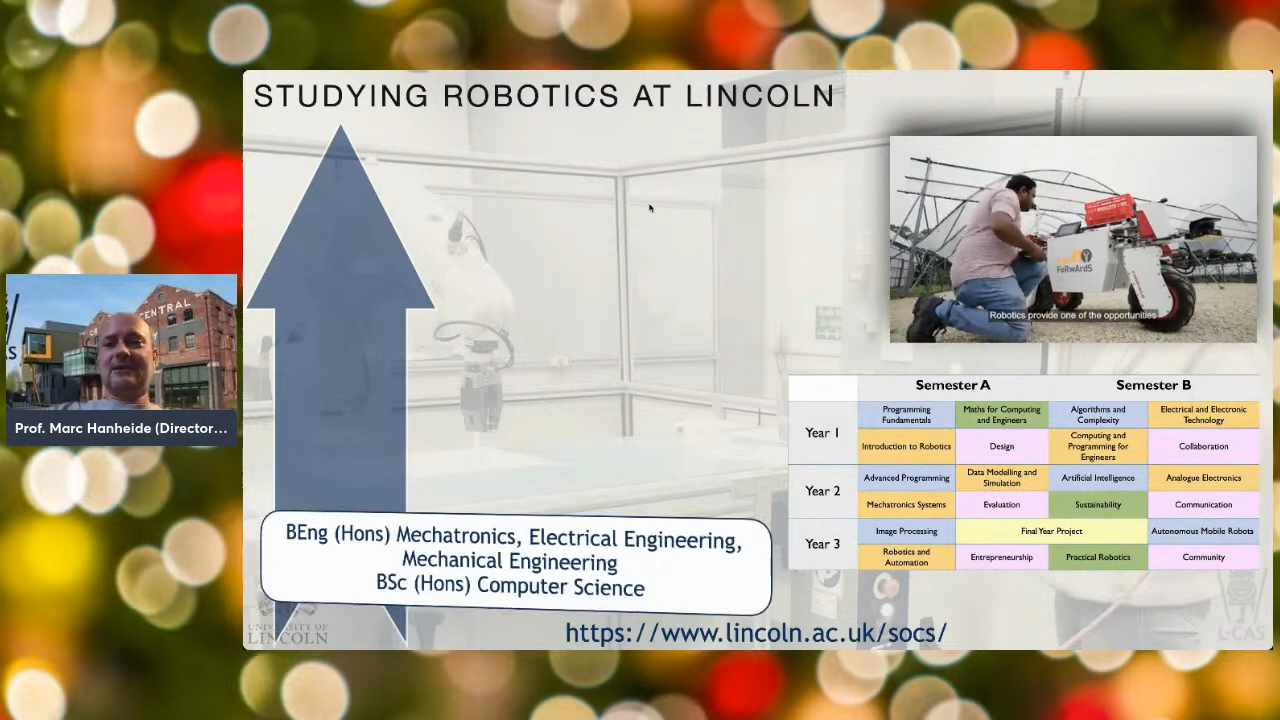 STUDYING ROBOTICS AT LINCOLN
CENTRAL
Prof. Marc Hanheide (Director...
FoRwArdS
Robotics provide one of the opportunities
Semester A Semester B
Year 1
Programming Fundamentals
Maths for Computing and Engineers
Algorithms and Complexity
Electrical and Electronic Technology
Introduction to Robotics
Design
Computing and Programming for Engineers
Collaboration
Year 2
Advanced Programming
Data Modelling and Simulation
Artificial Intelligence
Analogue Electronics
Mechatronics Systems
Evaluation
Sustainability
Communication
Year 3
Image Processing
Final Year Project
Autonomous Mobile Robots
Robotics and Automation
Entrepreneurship
Practical Robotics
Community
BEng (Hons) Mechatronics, Electrical Engineering,
Mechanical Engineering
BSc (Hons) Computer Science
UNIVERSITY OF
LINCOLN
https://www.lincoln.ac.uk/socs/
L-CAS